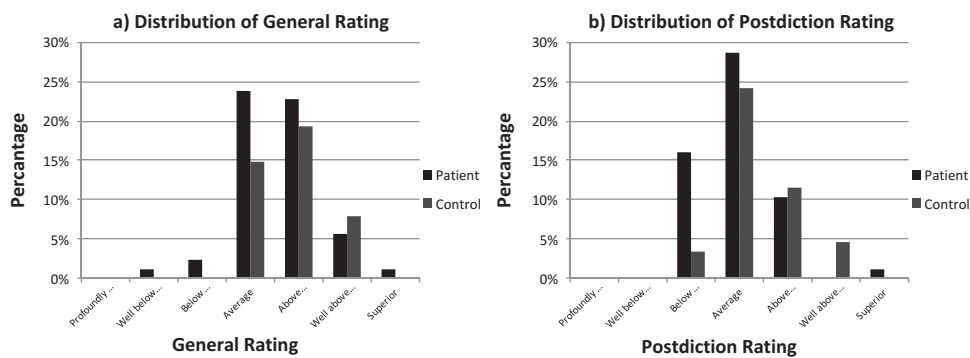 a) Distribution of General Rating
30%
25%
20%
15%
10%
5%
0%
Percantage
Profoundly ...
Well below...
Below ...
Average
Above...
Well above...
Superior
General Rating
Patient
Control
b) Distribution of Postdiction Rating
30%
25%
20%
15%
10%
5%
0%
Percantage
Profoundly ...
Well below...
Below ...
Average
Above...
Well above...
Superior
Postdiction Rating
Patient
Control